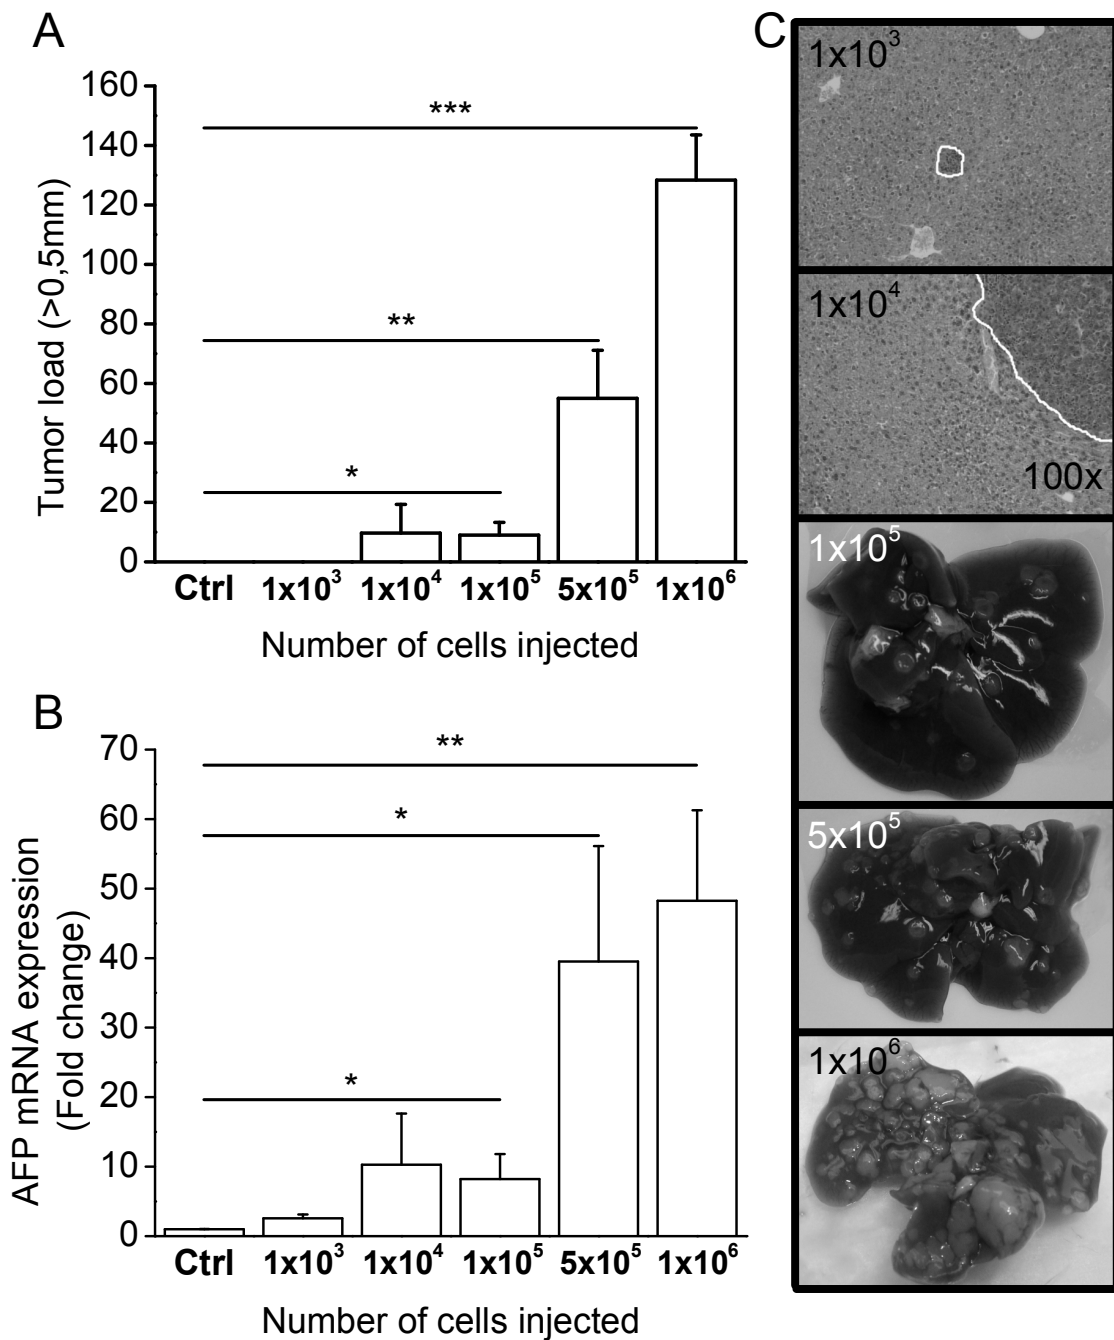 A
160
140
120
100
80
60
40
20
0
Tumor load (>0,5mm)
***
**
*
Ctrl 1x10³ 1x10⁴ 1x10⁵ 5x10⁵ 1x10⁶
Number of cells injected
B
70
60
50
40
30
20
10
0
AFP mRNA expression
(Fold change)
**
*
*
Ctrl 1x10³ 1x10⁴ 1x10⁵ 5x10⁵ 1x10⁶
Number of cells injected
C
1x10³
1x10⁴
100x
1x10⁵
5x10⁵
1x10⁶